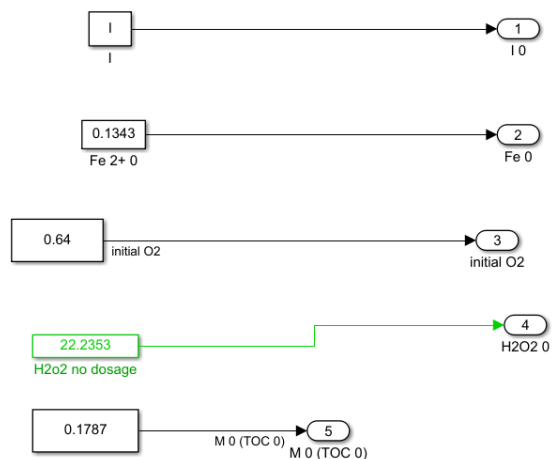 I
1
I
I 0
0.1343
2
Fe 2+ 0
Fe 0
0.64
3
initial O2
initial O2
22.2353
4
H2o2 no dosage
H2O2 0
0.1787
5
M 0 (TOC 0)
M 0 (TOC 0)